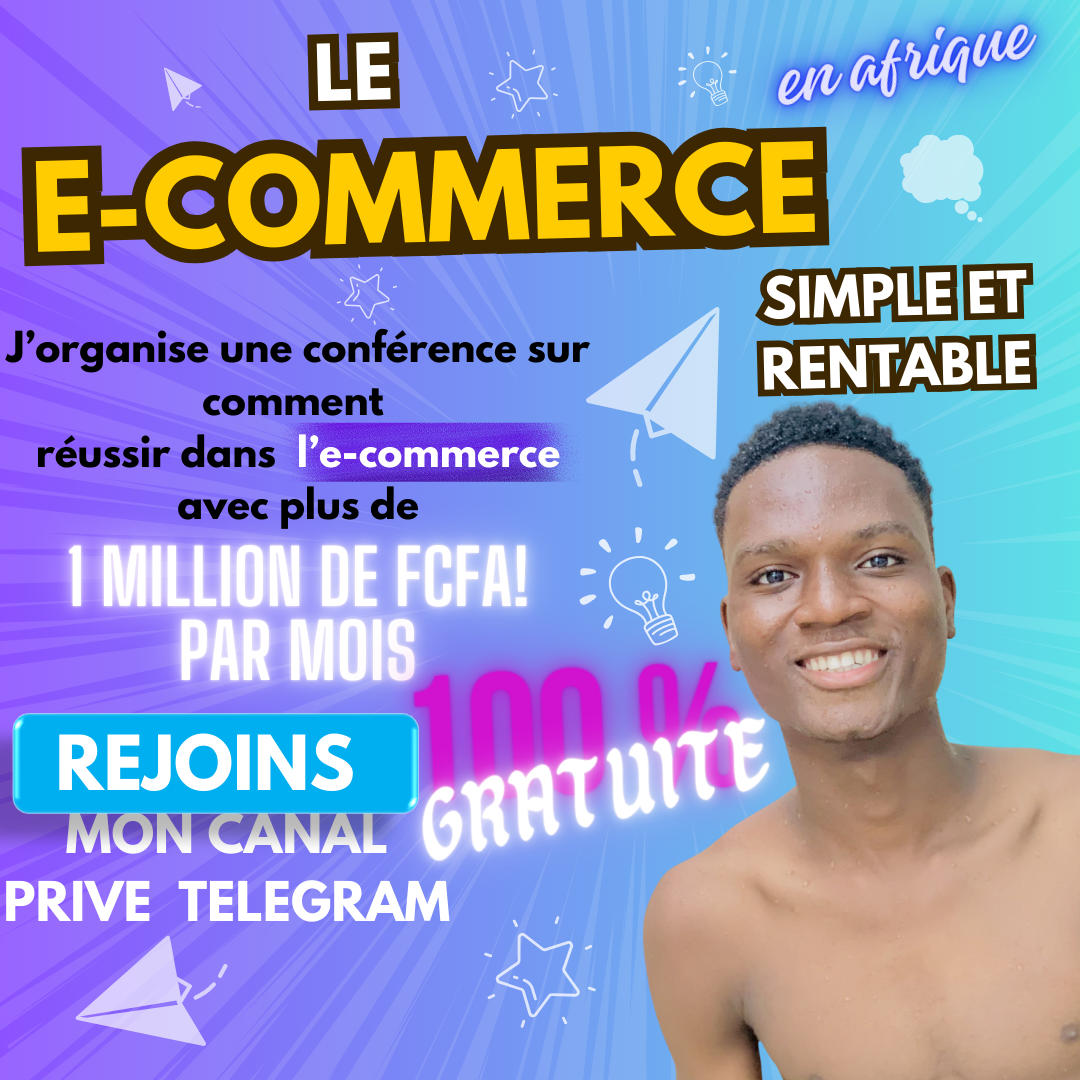 LE
en afrique
E-COMMERCE
SIMPLE ET
RENTABLE
J’organise une conférence sur
comment
réussir dans l’e-commerce
avec plus de
1 MILLION DE FCFA!
PAR MOIS
100 %
GRATUITE
REJOINS
MON CANAL
PRIVE TELEGRAM